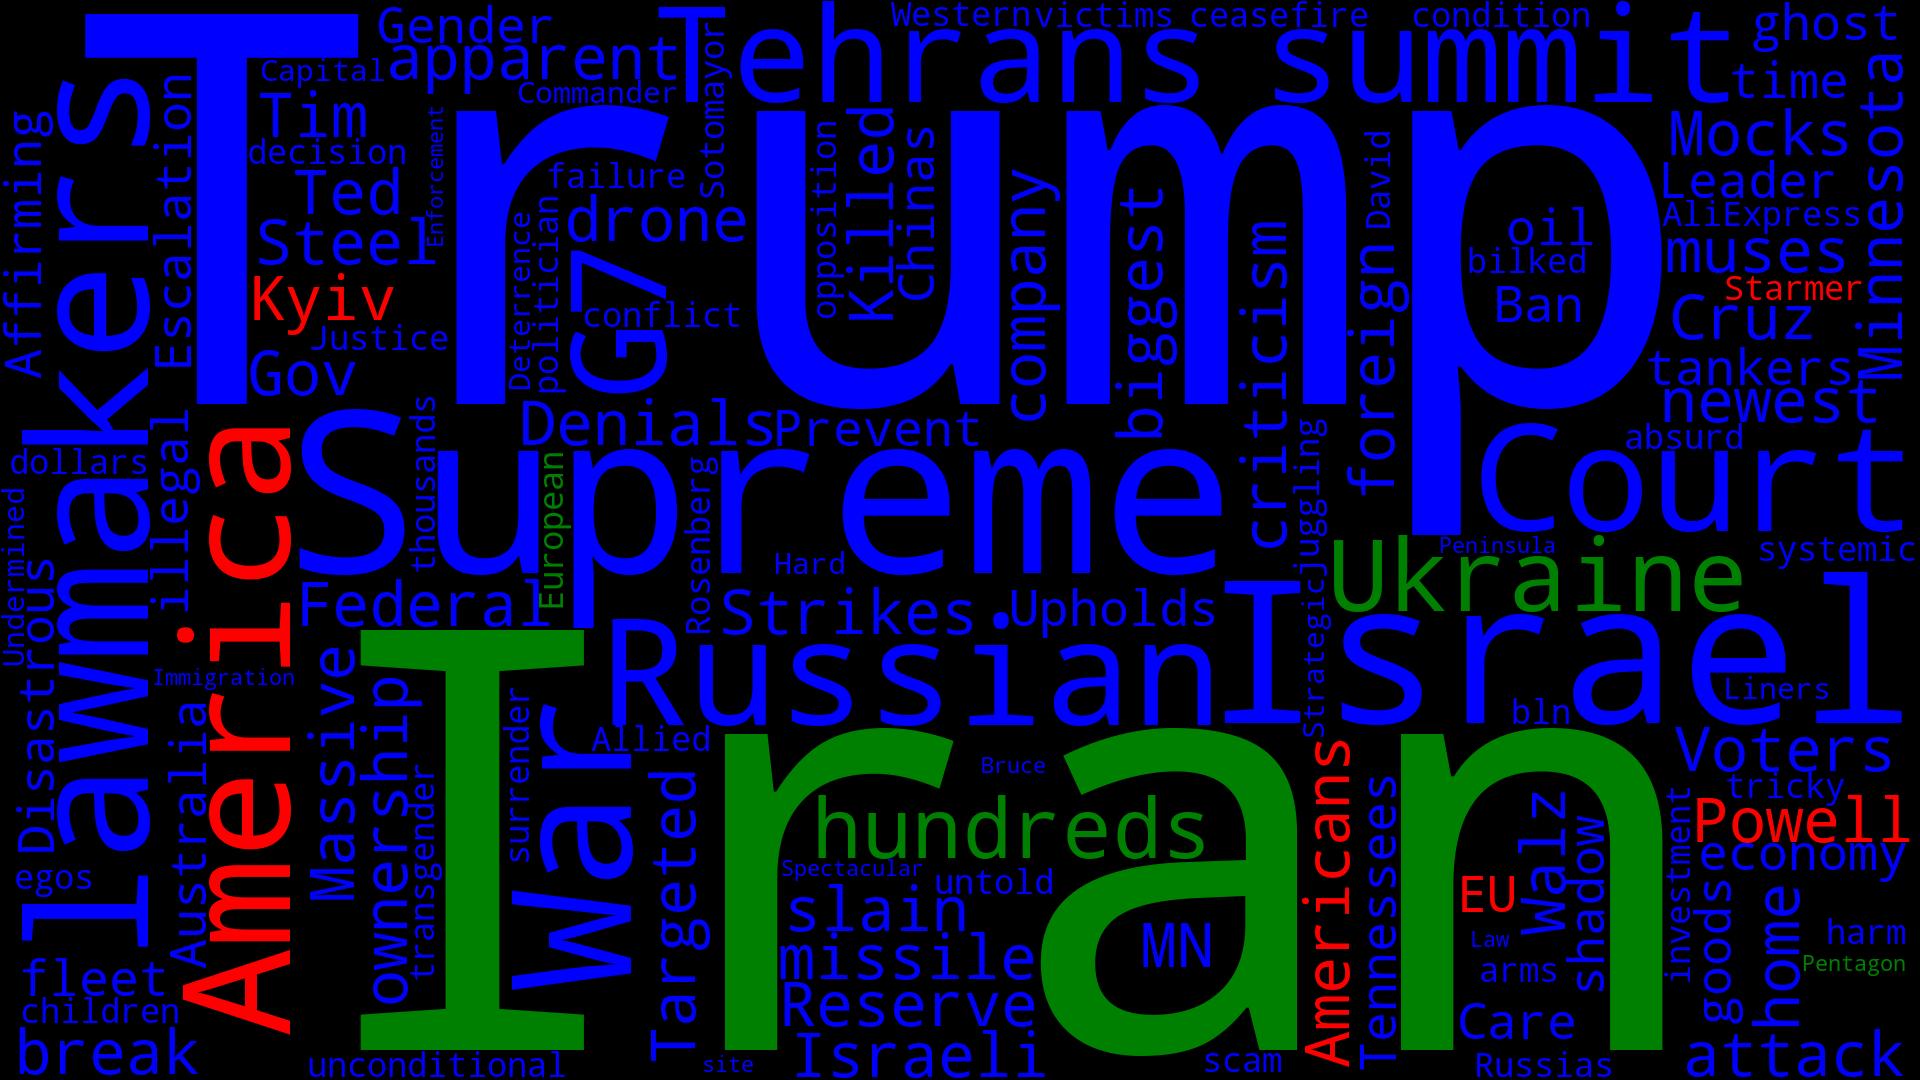 Gender
Western
victims
ceasefire
condition
ghost
apparent
Tehrans
summit
Capital
Trump
time
Commander
Sotomayor
Minnesota
Tim
Mocks
Affirming
lawmakers
Escalation
decision
Enforcement
opposition
Killed
Chinas
David
Leader
failure
Ted
company
biggest
AliExpress
drone
Steel
Deterrence
politician
criticism
foreign
oil
muses
bilked
Kyiv
G7
Starmer
Ban
conflict
Justice
Cruz
Gov
tankers
newest
Denials
Prevent
Court
absurd
dollars
illegal
America
Supreme
thousands
European
Rosenberg
Strategic
juggling
Undermined
Disastrous
Hard
Peninsula
systemic
Ukraine
Federal
Strikes
Upholds
Israel
Russian
Immigration
Iran
Massive
ownership
surrender
War
Allied
Liners
bln
Australia
transgender
Targeted
Bruce
Americans
Tennessees
Voters
tricky
investment
Powell
hundreds
Walz
shadow
economy
egos
Spectacular
untold
EU
goods
home
slain
MN
Law
harm
missile
arms
Pentagon
fleet
children
Reserve
Care
break
unconditional
site
Israeli
scam
Russias
attack